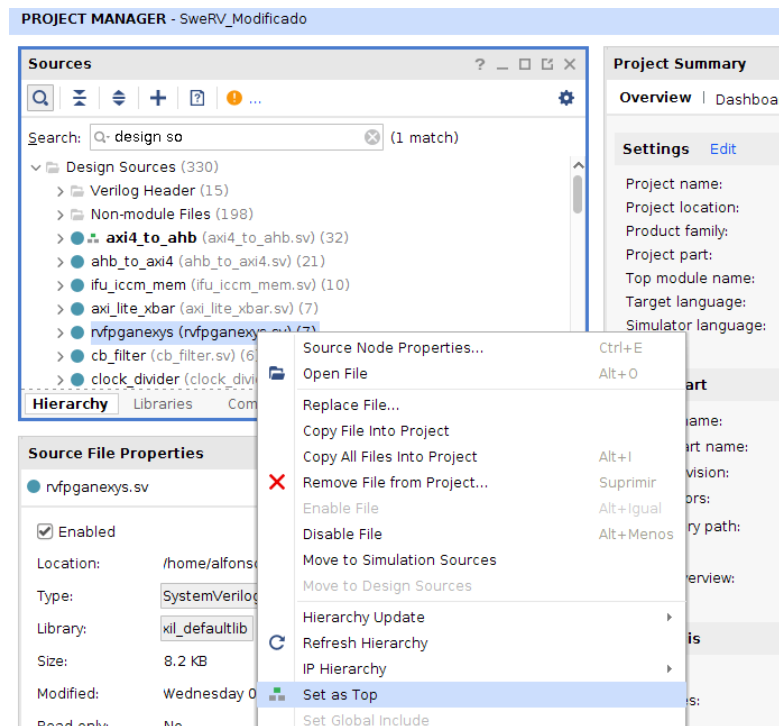 PROJECT MANAGER - SweRV_Modificado
Sources
? _
Project Summary
...
Overview | Dashboa
Search: design so (1 match)
Settings Edit
Design Sources (330)
Verilog Header (15)
Non-module Files (198)
axi4_to_ahb (axi4_to_ahb.sv) (32)
ahb_to_axi4 (ahb_to_axi4.sv) (21)
ifu_iccm_mem (ifu_iccm_mem.sv) (10)
axi_lite_xbar (axi_lite_xbar.sv) (7)
rvfpganexys (rvfpganexys.sv) (7)
cb_filter (cb_filter.sv) (6
clock_divider (clock_divi
Project name:
Project location:
Product family:
Project part:
Top module name:
Target language:
Simulator language:
Hierarchy Libraries Com
Source Node Properties... Ctrl+E
Open File Alt+O
Replace File...
Copy File Into Project
Copy All Files Into Project Alt+I
Remove File from Project... Suprimir
Enable File Alt+Igual
Disable File Alt+Menos
Move to Simulation Sources
Move to Design Sources
Hierarchy Update
Refresh Hierarchy
IP Hierarchy
Set as Top
Set Global Include
art
ame:
art name:
vision:
ors:
ry path:
erview:
is
s:
Source File Properties
rvfpganexys.sv
Enabled
Location: /home/alfonso
Type: SystemVerilog
Library: xil_defaultlib
Size: 8.2 KB
Modified: Wednesday 0
Read-only: No